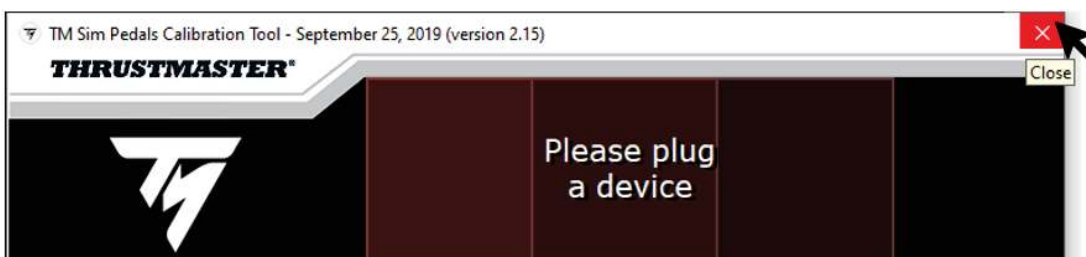 TM Sim Pedals Calibration Tool - September 25, 2019 (version 2.15)
THRUSTMASTER®
Close
Please plug
a device